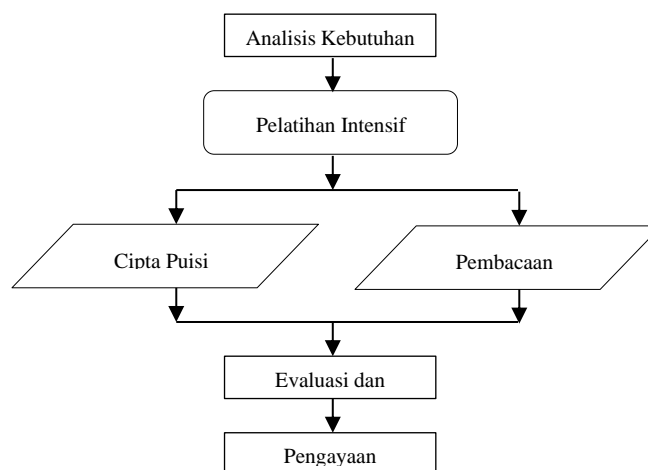 Analisis Kebutuhan
Pelatihan Intensif
Cipta Puisi
Pembacaan
Evaluasi dan
Pengayaan